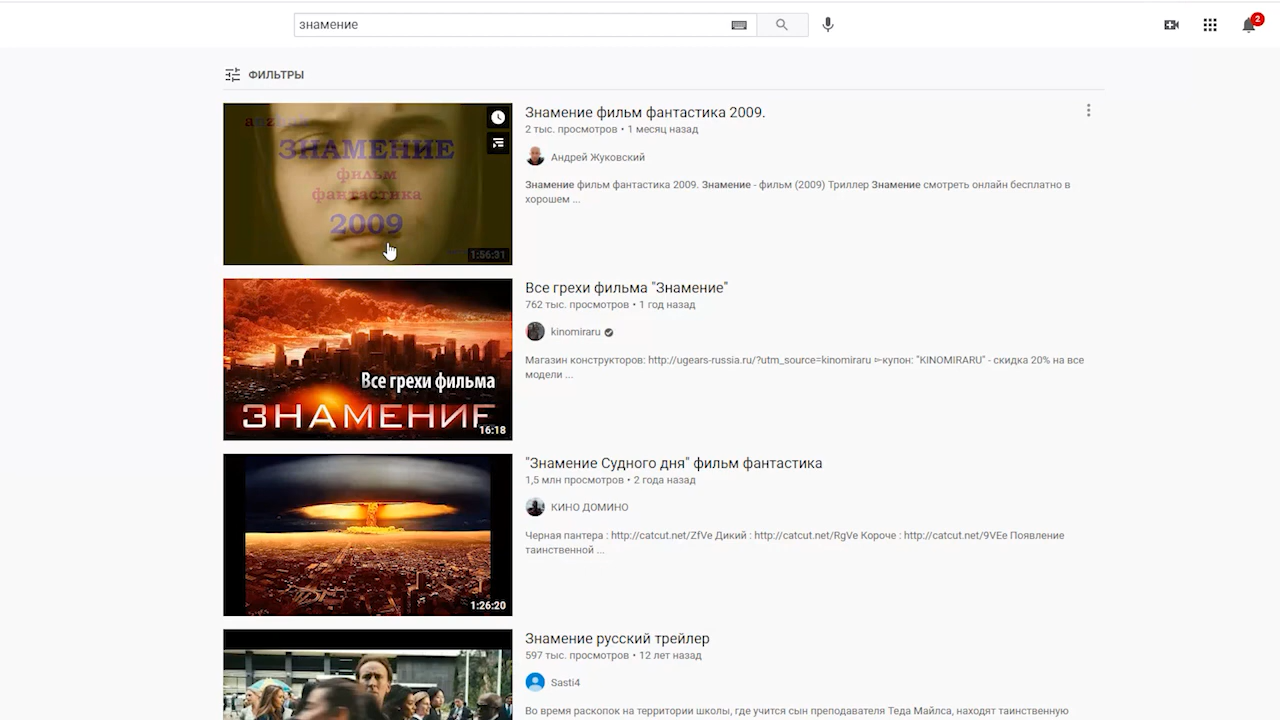 знамение
2
ФИЛЬТРЫ
ЗНАМЕНИЕ
фильм
фантастика
2009
1:56:31
Знамение фильм фантастика 2009.
2 тыс. просмотров • 1 месяц назад
Андрей Жуковский
Знамение фильм фантастика 2009. Знамение - фильм (2009) Триллер Знамение смотреть онлайн бесплатно в
хорошем ...
Все грехи фильма
ЗНАМЕНИЕ
16:18
Все грехи фильма "Знамение"
762 тыс. просмотров • 1 год назад
kinomiraru
Магазин конструкторов: http://ugears-russia.ru/?utm_source=kinomiraru ➳купон: "KINOMIRARU" - скидка 20% на все
модели ...
1:26:20
"Знамение Судного дня" фильм фантастика
1,5 млн просмотров • 2 года назад
КИНО ДОМИНО
Черная пантера : http://catcut.net/ZfVe Дикий : http://catcut.net/RgVe Короче : http://catcut.net/9VEe Появление
таинственной ...
Знамение русский трейлер
597 тыс. просмотров • 12 лет назад
Sasti4
Во время раскопок на территории школы, где учится сын преподавателя Теда Майлса, находят таинственную